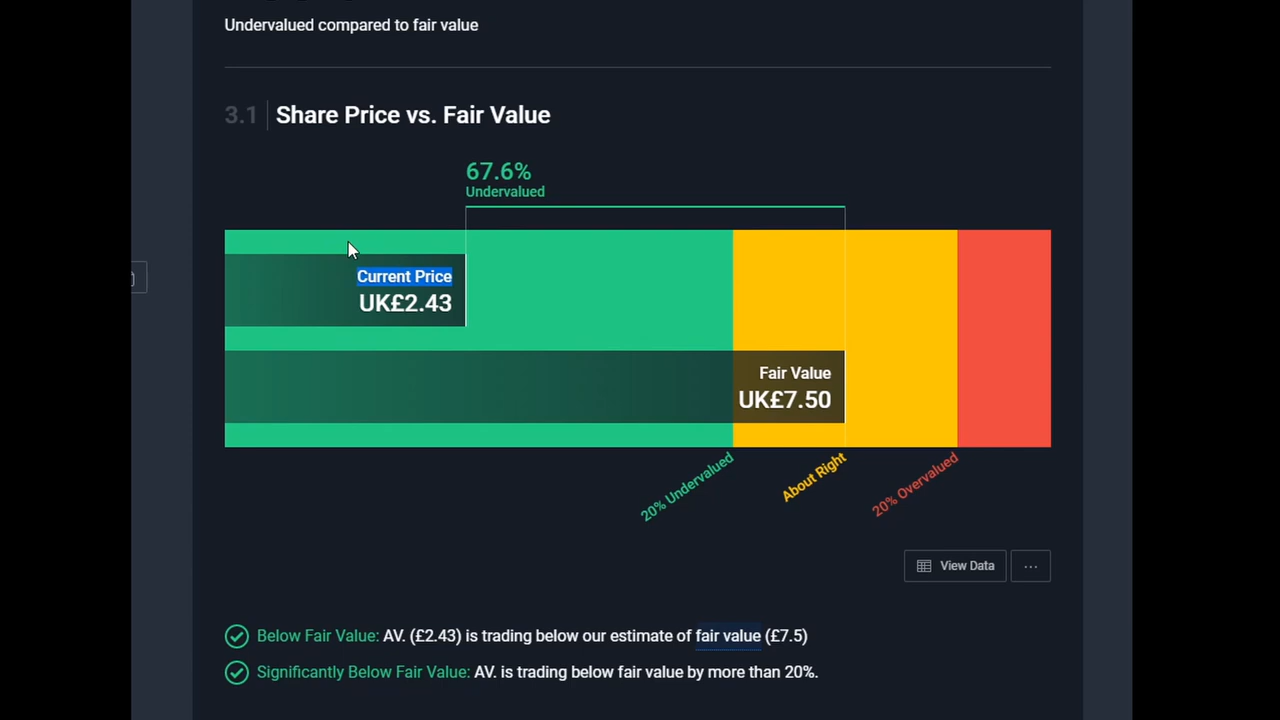 Undervalued compared to fair value
3.1 Share Price vs. Fair Value
67.6%
Undervalued
Current Price
UK£2.43
Fair Value
UK£7.50
20% Undervalued
About Right
20% Overvalued
View Data
...
Below Fair Value: AV. (£2.43) is trading below our estimate of fair value (£7.5)
Significantly Below Fair Value: AV. is trading below fair value by more than 20%.